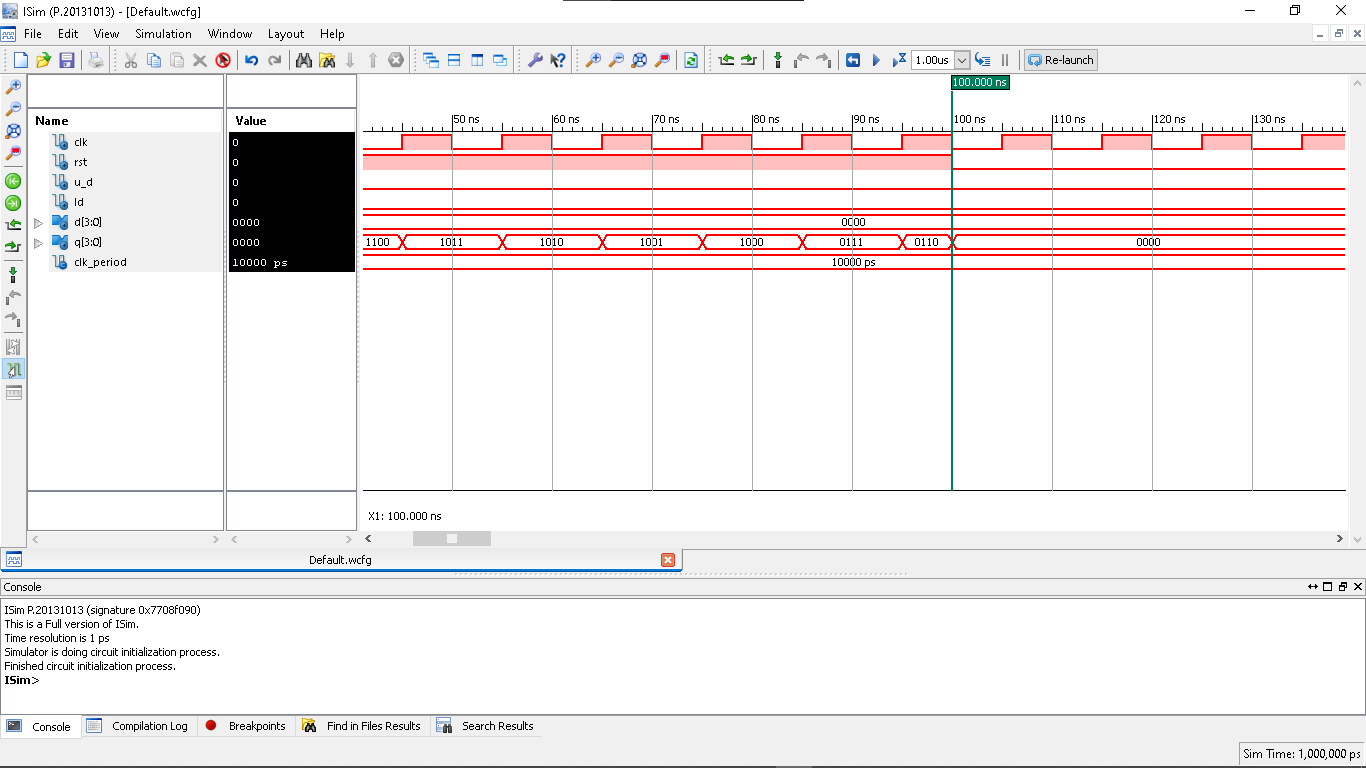 ISim (P.20131013) - [Default.wcfg]
File Edit View Simulation Window Layout Help
1.00us Re-launch
100.000 ns
Name Value
50 ns 60 ns 70 ns 80 ns 90 ns 100 ns 110 ns 120 ns 130 ns
clk 0
rst 0
u_d 0
ld 0
d[3:0] 0000 0000
q[3:0] 0000 1100 1011 1010 1001 1000 0111 0110 0000
clk_period 10000 ps 10000 ps
X1: 100.000 ns
Default.wcfg
Console
ISim P.20131013 (signature 0x7708f090)
This is a Full version of ISim.
Time resolution is 1 ps
Simulator is doing circuit initialization process.
Finished circuit initialization process.
ISim>
Console Compilation Log Breakpoints Find in Files Results Search Results
Sim Time: 1,000,000 ps